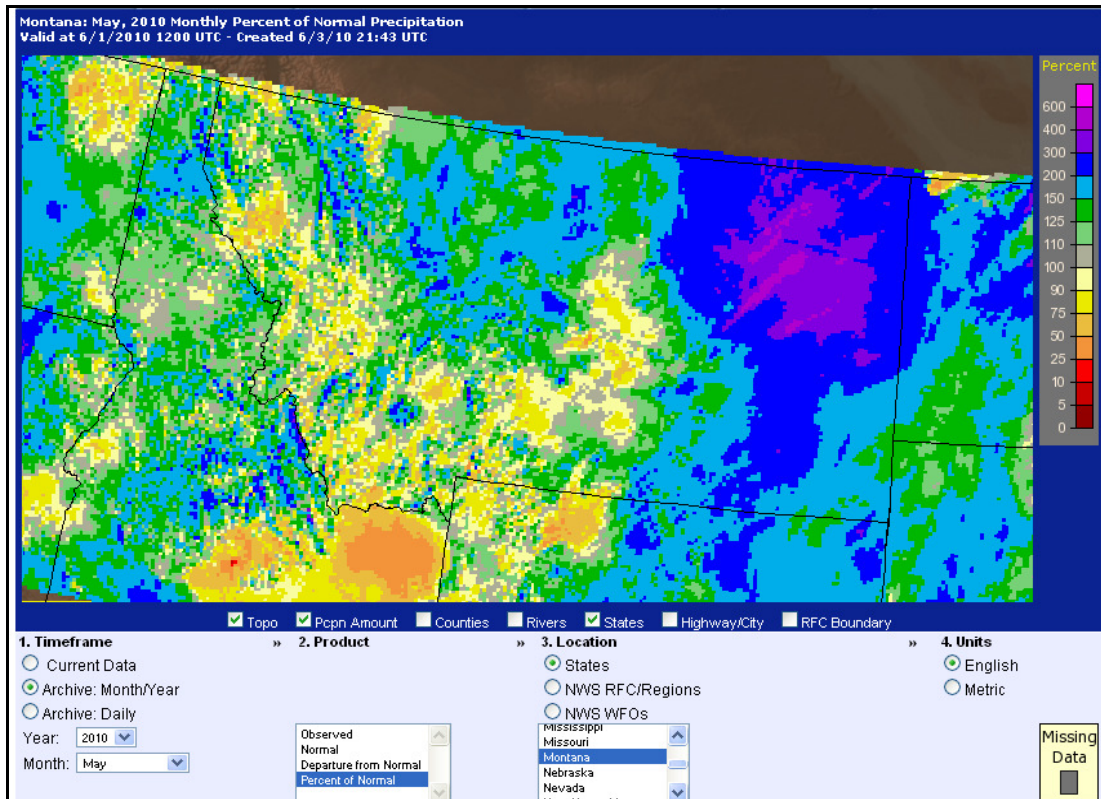 Montana: May, 2010 Monthly Percent of Normal Precipitation
Valid at 6/1/2010 1200 UTC - Created 6/3/10 21:43 UTC
Percent
600
400
300
200
150
125
110
100
90
75
50
25
10
5
0
Topo Pcpn Amount Counties Rivers States Highway/City RFC Boundary
1. Timeframe » 2. Product » 3. Location » 4. Units
Current Data
Archive: Month/Year
Archive: Daily
Year: 2010
Month: May
Observed
Normal
Departure from Normal
Percent of Normal
States
NWS RFC/Regions
NWS WFOs
Mississippi
Missouri
Montana
Nebraska
Nevada
English
Metric
Missing
Data